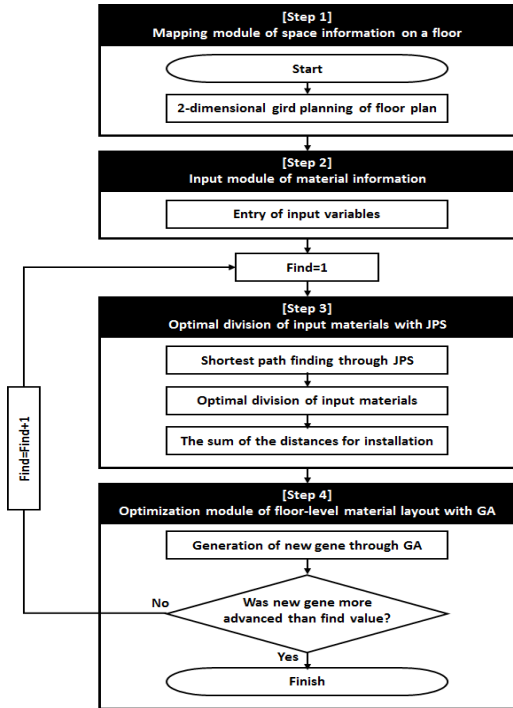 [Step 1]
Mapping module of space information on a floor
Start
2-dimensional gird planning of floor plan
[Step 2]
Input module of material information
Entry of input variables
Find=1
[Step 3]
Optimal division of input materials with JPS
Shortest path finding through JPS
Optimal division of input materials
The sum of the distances for installation
Find=Find+1
[Step 4]
Optimization module of floor-level material layout with GA
Generation of new gene through GA
Was new gene more
advanced than find value?
No
Yes
Finish